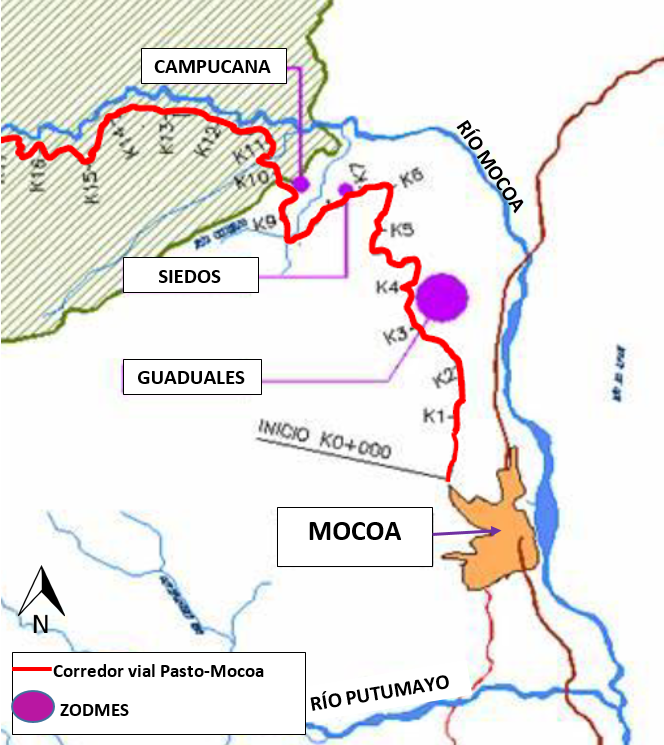 CAMPUCANA
RÍO MOCOA
K14
K13
K12
K11
K16
K15
K10
K7
K6
K9
K5
SIEDOS
K4
K3
GUADUALES
K2
K1
INICIO K0+000
MOCOA
N
Corredor vial Pasto-Mocoa
ZODMES
RÍO PUTUMAYO